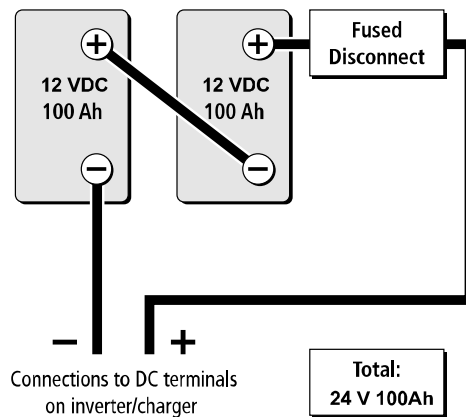 +
+
Fused
Disconnect
12 VDC
100 Ah
12 VDC
100 Ah
−
−
− +
Connections to DC terminals
on inverter/charger
Total:
24 V 100Ah